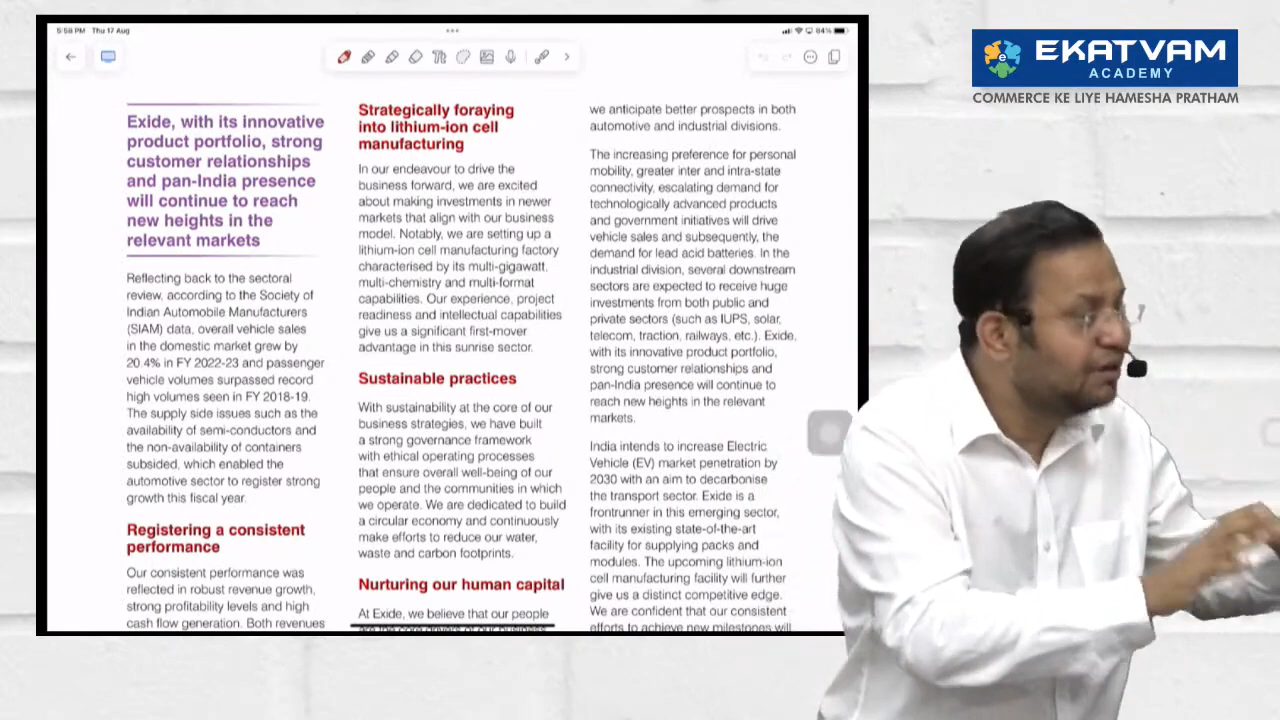 5:58 PM Thu 17 Aug
84%
EKATVAM
ACADEMY
COMMERCE KE LIYE HAMESHA PRATHAM
Exide, with its innovative
product portfolio, strong
customer relationships
and pan-India presence
will continue to reach
new heights in the
relevant markets
Reflecting back to the sectoral
review, according to the Society of
Indian Automobile Manufacturers
(SIAM) data, overall vehicle sales
in the domestic market grew by
20.4% in FY 2022-23 and passenger
vehicle volumes surpassed record
high volumes seen in FY 2018-19.
The supply side issues such as the
availability of semi-conductors and
the non-availability of containers
subsided, which enabled the
automotive sector to register strong
growth this fiscal year.
Registering a consistent
performance
Our consistent performance was
reflected in robust revenue growth,
strong profitability levels and high
cash flow generation. Both revenues
Strategically foraying
into lithium-ion cell
manufacturing
In our endeavour to drive the
business forward, we are excited
about making investments in newer
markets that align with our business
model. Notably, we are setting up a
lithium-ion cell manufacturing factory
characterised by its multi-gigawatt,
multi-chemistry and multi-format
capabilities. Our experience, project
readiness and intellectual capabilities
give us a significant first-mover
advantage in this sunrise sector.
Sustainable practices
With sustainability at the core of our
business strategies, we have built
a strong governance framework
with ethical operating processes
that ensure overall well-being of our
people and the communities in which
we operate. We are dedicated to build
a circular economy and continuously
make efforts to reduce our water,
waste and carbon footprints.
Nurturing our human capital
At Exide, we believe that our people
are the core drivers of our business
we anticipate better prospects in both
automotive and industrial divisions.
The increasing preference for personal
mobility, greater inter and intra-state
connectivity, escalating demand for
technologically advanced products
and government initiatives will drive
vehicle sales and subsequently, the
demand for lead acid batteries. In the
industrial division, several downstream
sectors are expected to receive huge
investments from both public and
private sectors (such as IUPS, solar,
telecom, traction, railways, etc.). Exide,
with its innovative product portfolio,
strong customer relationships and
pan-India presence will continue to
reach new heights in the relevant
markets.
India intends to increase Electric
Vehicle (EV) market penetration by
2030 with an aim to decarbonise
the transport sector. Exide is a
frontrunner in this emerging sector,
with its existing state-of-the-art
facility for supplying packs and
modules. The upcoming lithium-ion
cell manufacturing facility will further
give us a distinct competitive edge.
We are confident that our consistent
efforts to achieve new milestones will